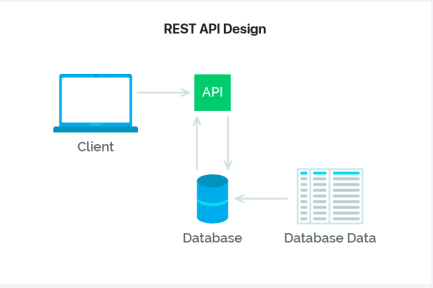 REST API Design
API
Client
Database
Database Data